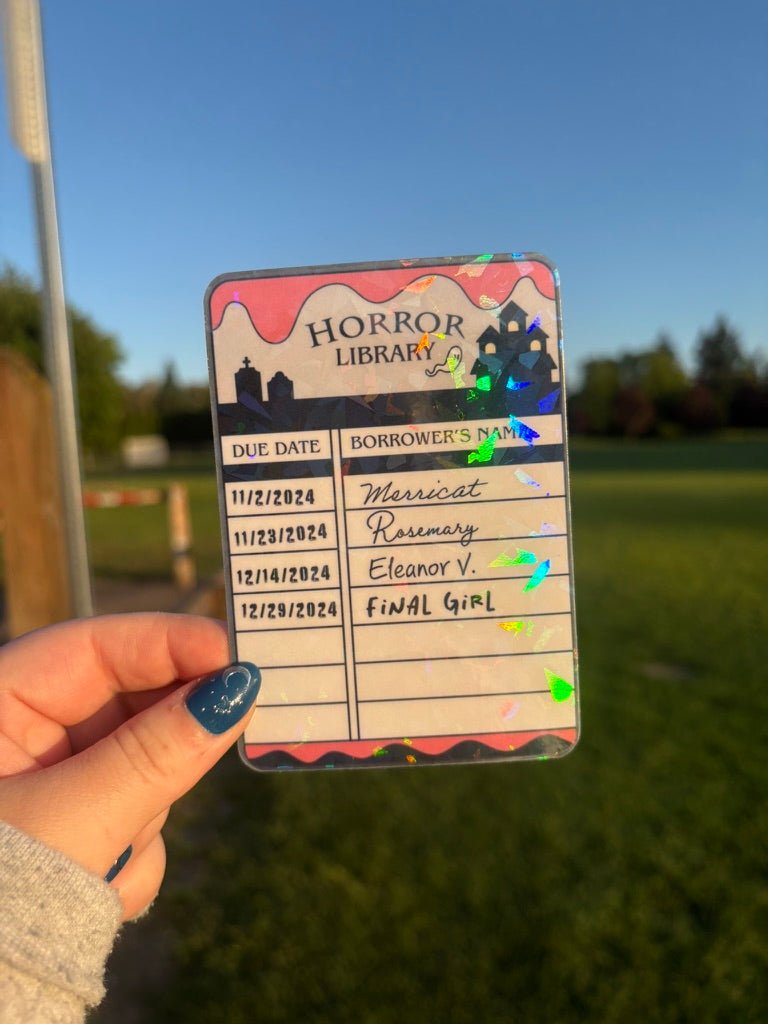 HORROR
LIBRARY
DUE DATE BORROWER'S NAME
11/2/2024 Merricat
11/23/2024 Rosemary
12/14/2024 Eleanor V.
12/29/2024 FiNAL GiRL